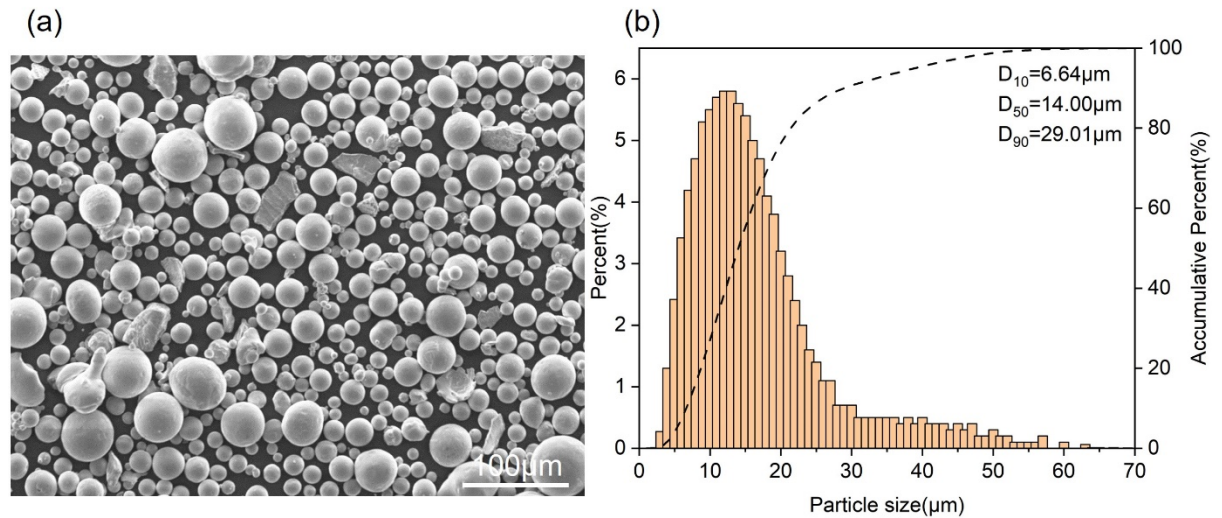 (a)
100µm
(b)
Percent(%)
6
5
4
3
2
1
0
D10=6.64µm
D50=14.00µm
D90=29.01µm
100
80
60
40
20
0
Accumulative Percent(%)
0 10 20 30 40 50 60 70
Particle size(µm)